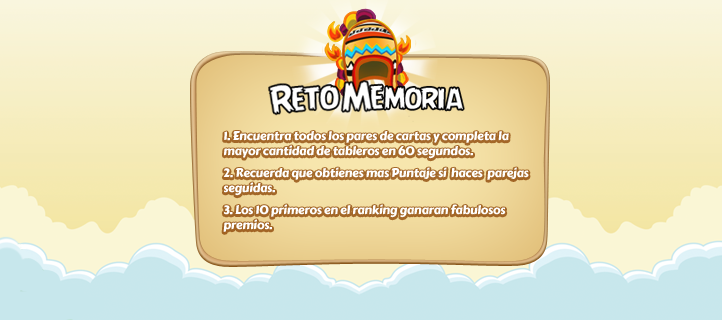 RETO MEMORIA
1. Encuentra todos los pares de cartas y completa la
mayor cantidad de tableros en 60 segundos.
2. Recuerda que obtienes mas Puntaje si haces parejas
seguidas.
3. Los 10 primeros en el ranking ganaran fabulosos
premios.